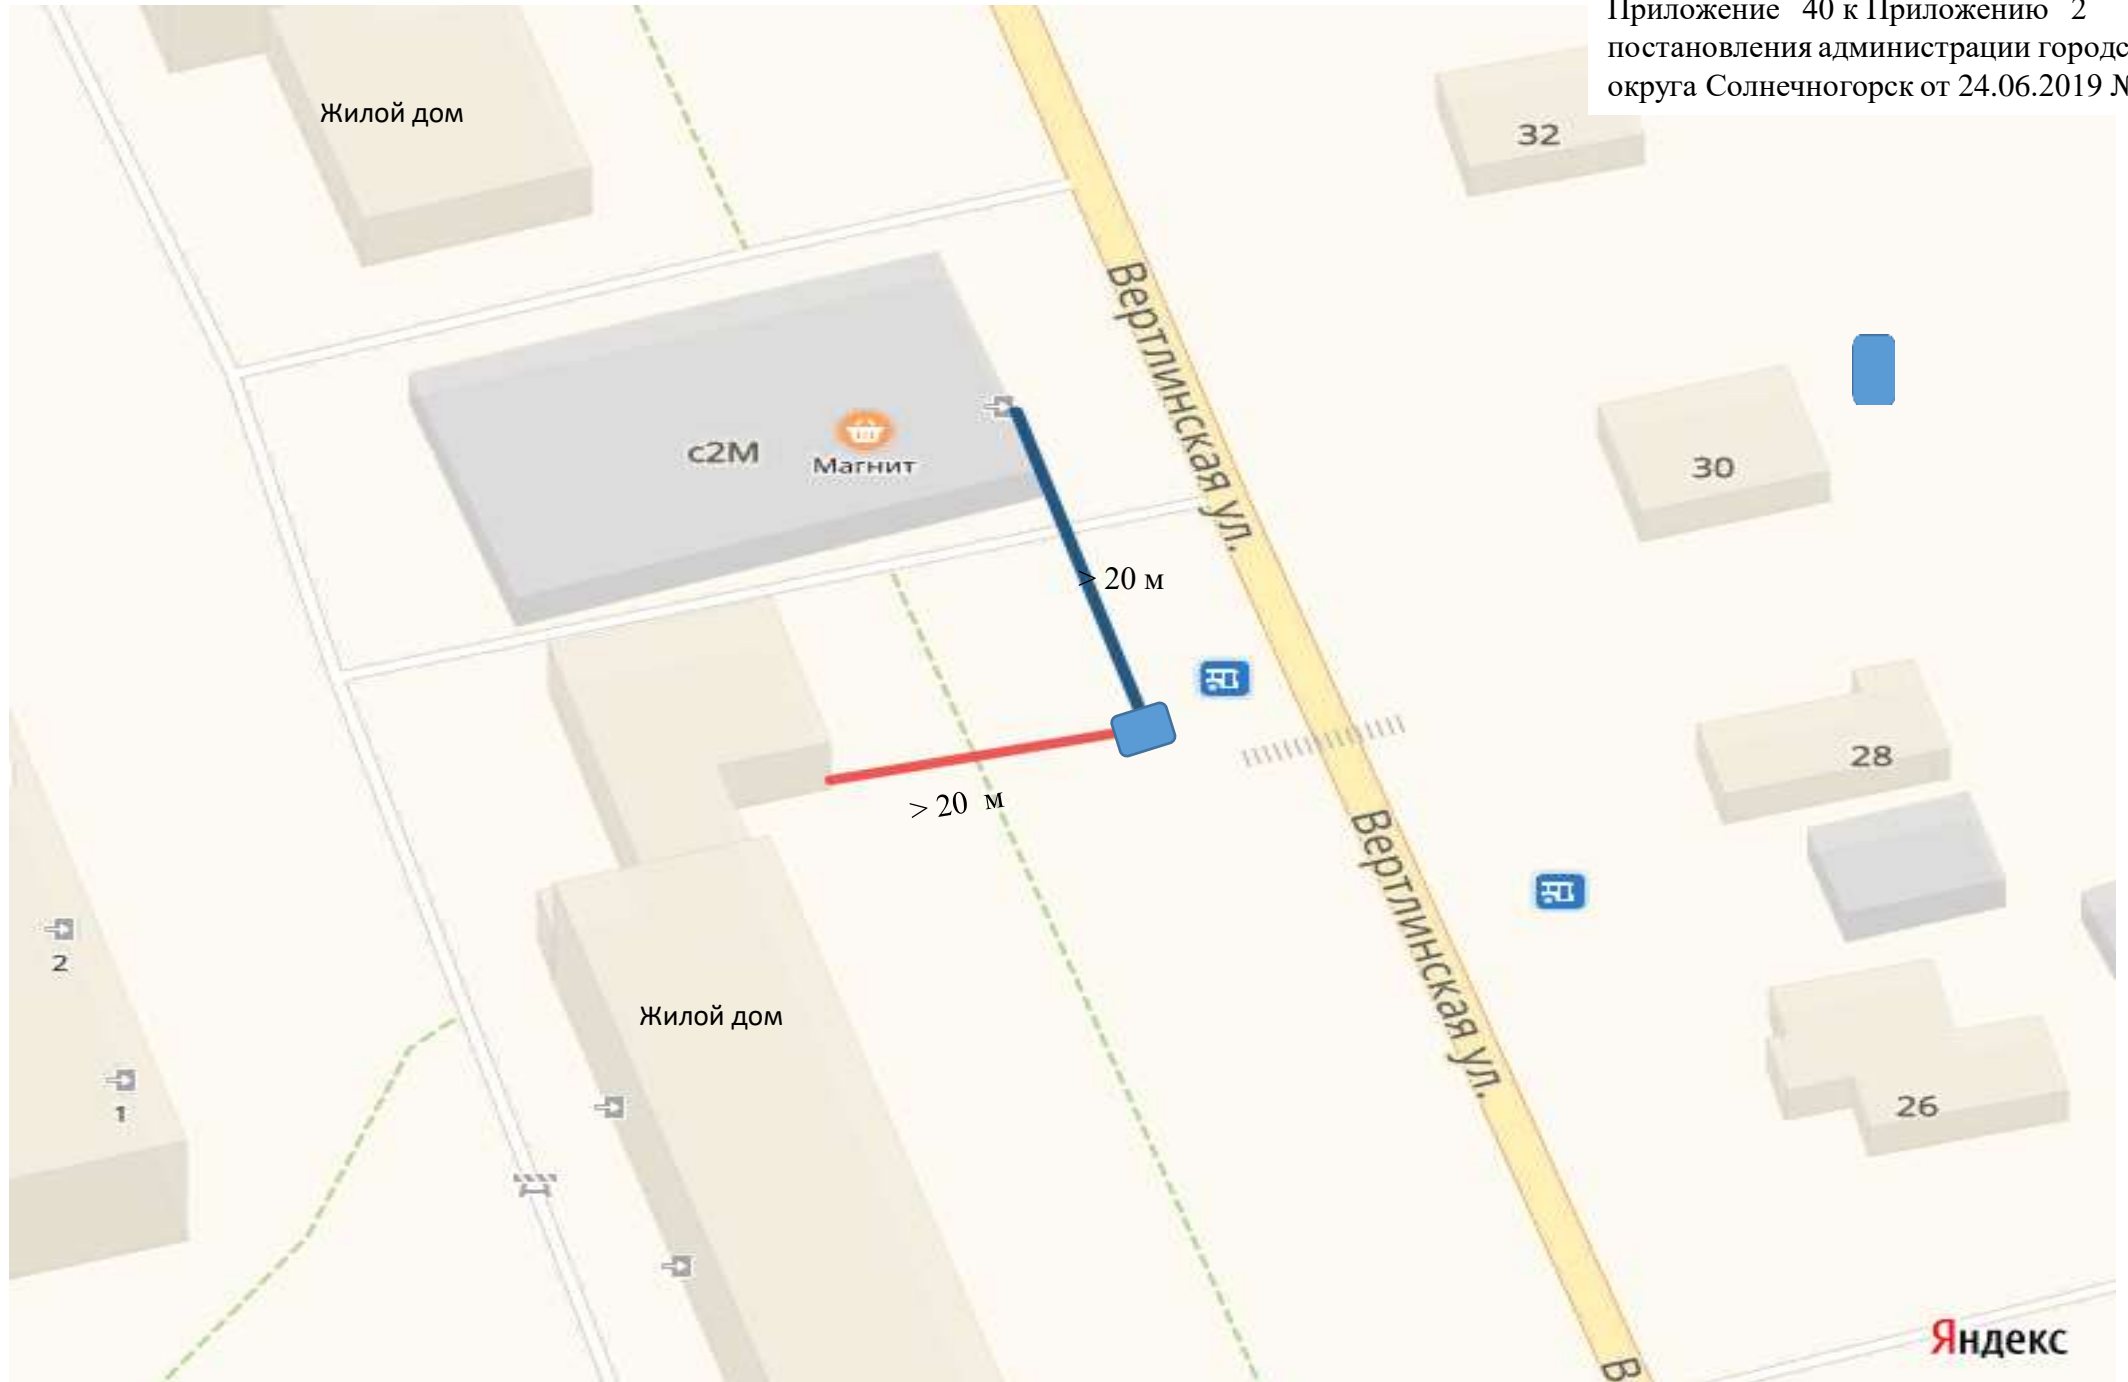 Приложение 40 к Приложению 2
постановления администрации
округа Солнечногорск от 24.06.2019 №
Жилой дом
32
Вертлинская ул.
30
с2М
Магнит
> 20 м
28
> 20 м
Вертлинская ул.
2
Жилой дом
1
26
Яндекс
В